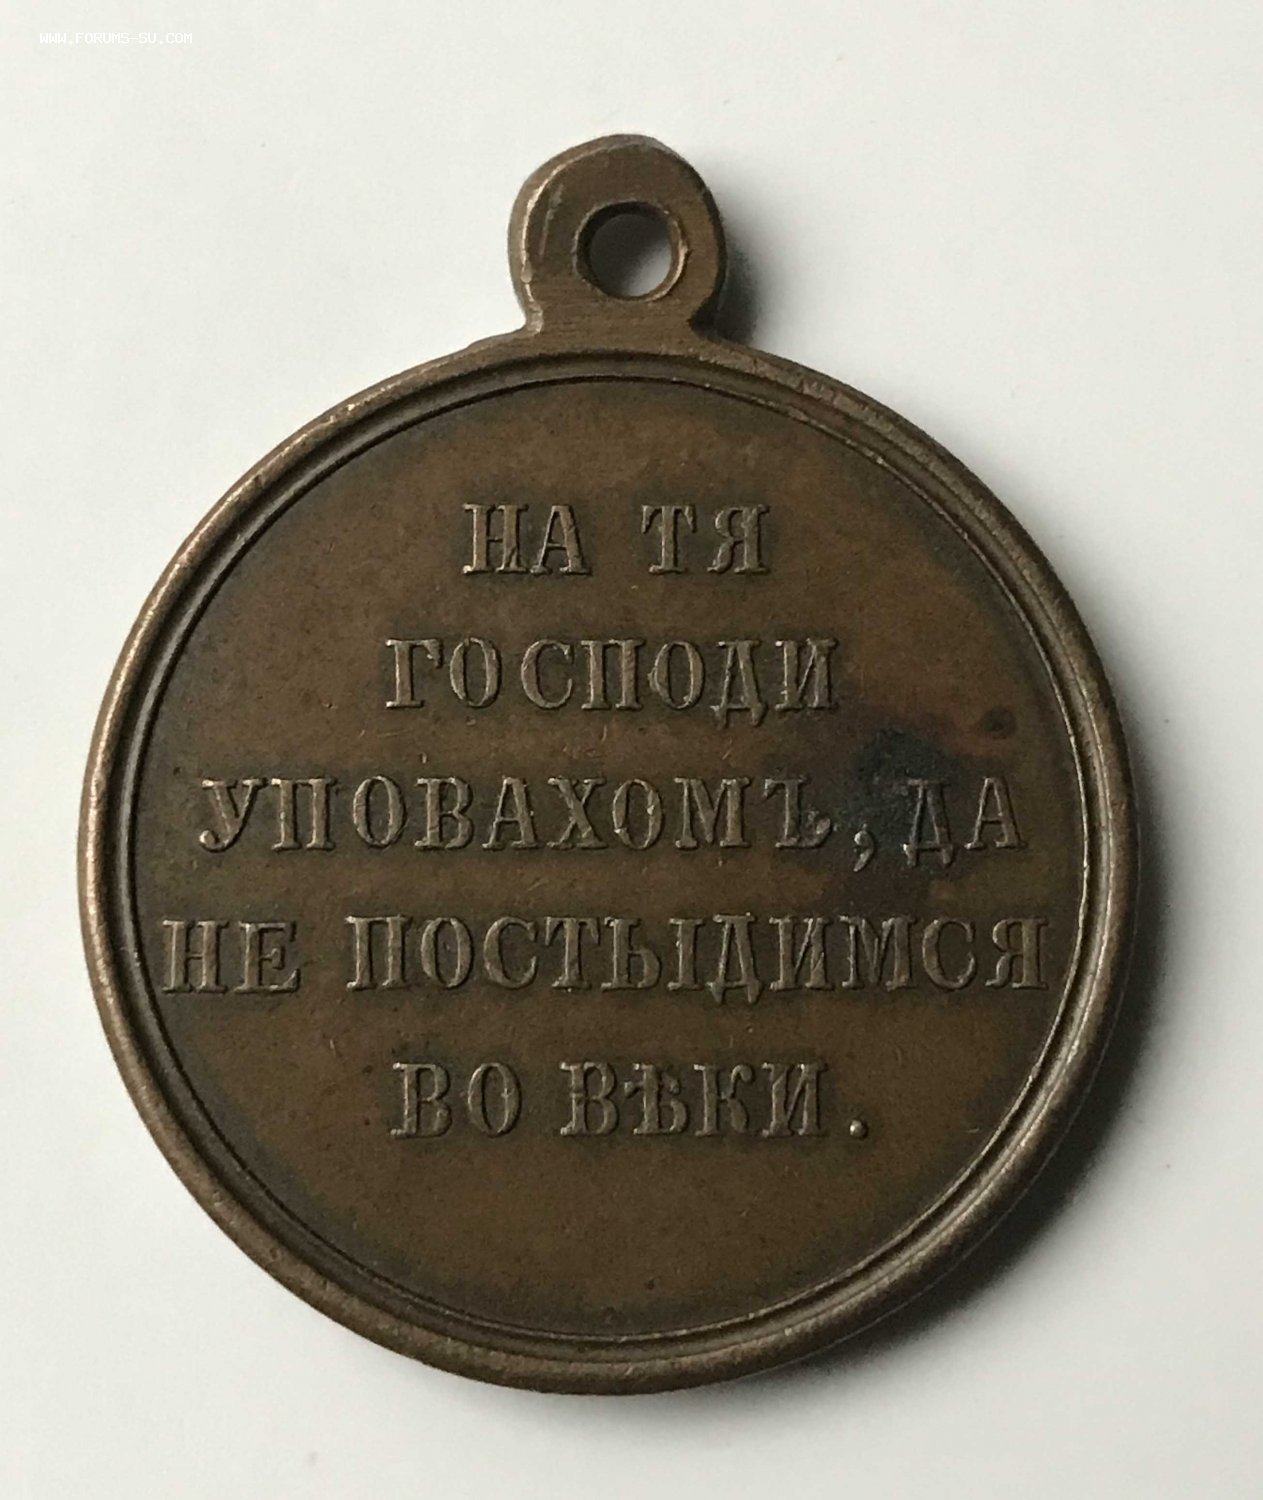 WWW.FORUMS-SU.COM
НА ТЯ
ГОСПОДИ
УПОВАХОМЪ, ДА
НЕ ПОСТЫДИМСЯ
ВО ВѢКИ.